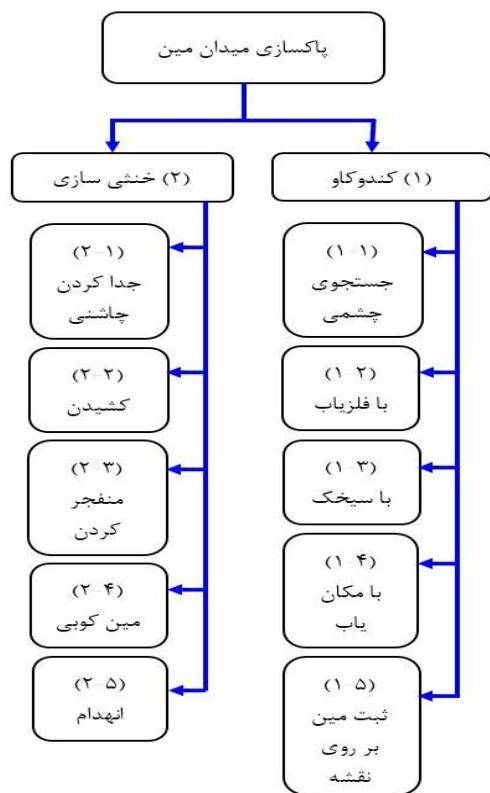 پاکسازی میدان مین
(۱) کندوکاو
(۱-۱)
جستجوی
چشمی
(۱-۲)
با فلزیاب
(۱-۳)
با سیخک
(۱-۴)
با مکان
یاب
(۱-۵)
ثبت مین
بر روی
نقشه
(۲) خنثی سازی
(۲-۱)
جدا کردن
چاشنی
(۲-۲)
کشیدن
(۲-۳)
منفجر
کردن
(۲-۴)
مین کوبی
(۲-۵)
انهدام